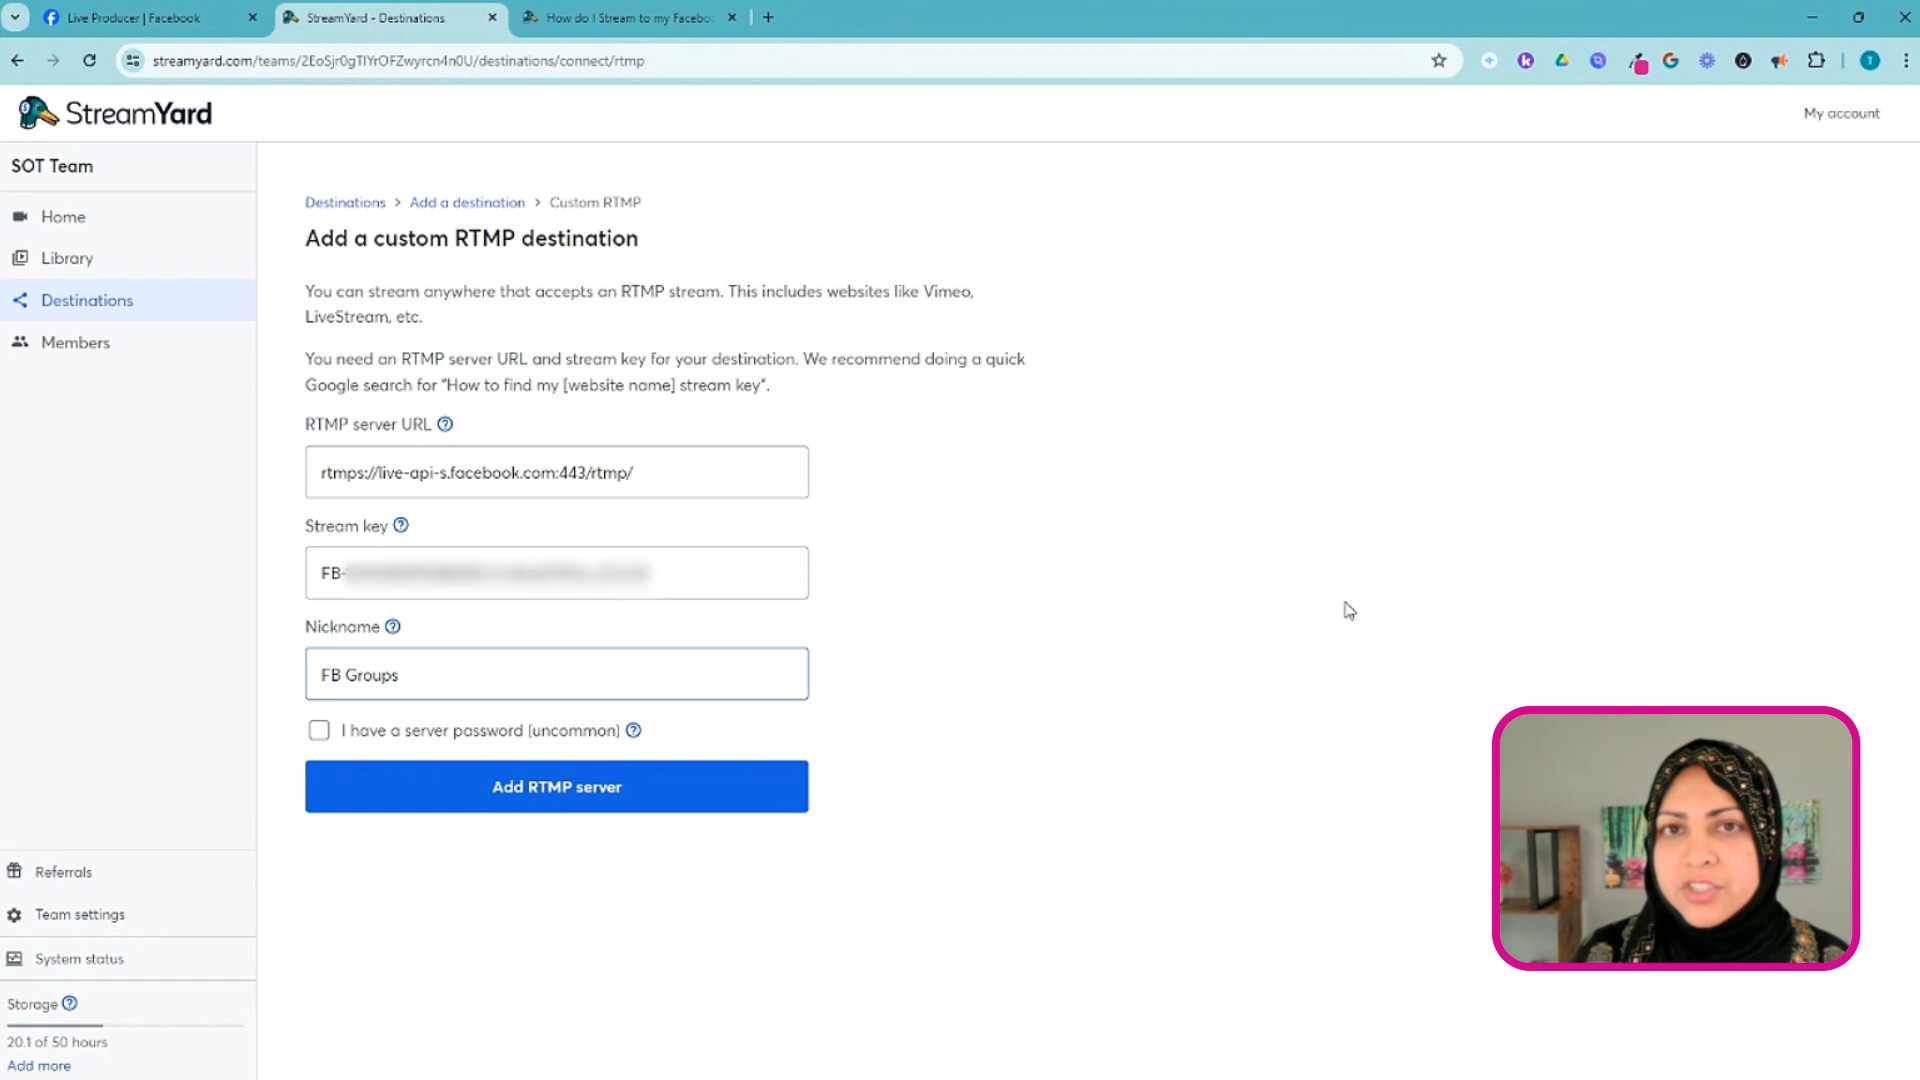 Live Producer | Facebook
StreamYard - Destinations
How do I Stream to my Facebo
streamyard.com/teams/2EoSjr0gTlYrOFZwyrcn4n0U/destinations/connect/rtmp
StreamYard
My account
SOT Team
Home
Library
Destinations
Members
Destinations > Add a destination > Custom RTMP
Add a custom RTMP destination
You can stream anywhere that accepts an RTMP stream. This includes websites like Vimeo,
LiveStream, etc.
You need an RTMP server URL and stream key for your destination. We recommend doing a quick
Google search for "How to find my [website name] stream key".
RTMP server URL
rtmps://live-api-s.facebook.com:443/rtmp/
Stream key
FB-
Nickname
FB Groups
I have a server password (uncommon)
Add RTMP server
Referrals
Team settings
System status
Storage
20.1 of 50 hours
Add more